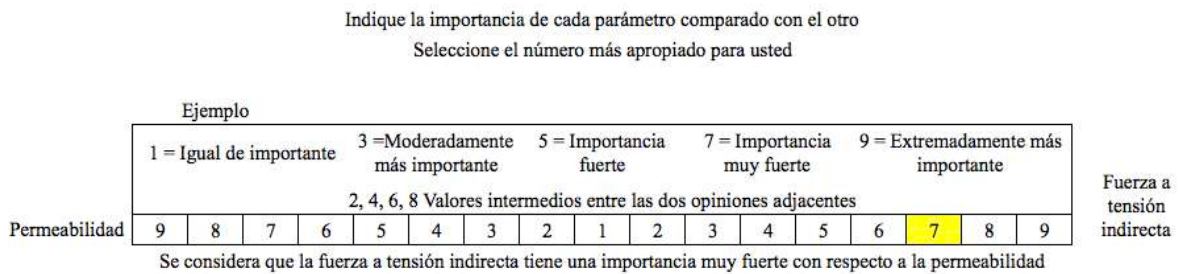 Indique la importancia de cada parámetro comparado con el otro
Seleccione el número más apropiado para usted
Ejemplo
1 = Igual de importante
3 =Moderadamente
más importante
5 = Importancia
fuerte
7 = Importancia
muy fuerte
9 = Extremadamente más
importante
2, 4, 6, 8 Valores intermedios entre las dos opiniones adyacentes
Permeabilidad 9 8 7 6 5 4 3 2 1 2 3 4 5 6 7 8 9
Fuerza a
tensión
indirecta
Se considera que la fuerza a tensión indirecta tiene una importancia muy fuerte con respecto a la permeabilidad